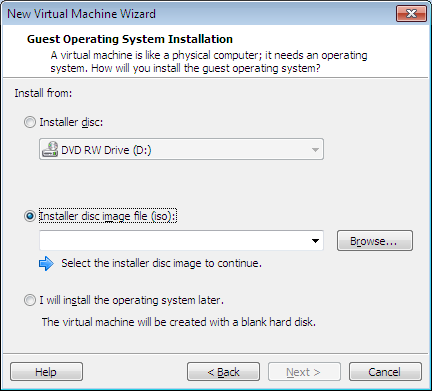 New Virtual Machine Wizard
Guest Operating System Installation
A virtual machine is like a physical computer; it needs an operating
system. How will you install the guest operating system?
Install from:
Installer disc:
DVD RW Drive (D:)
Installer disc image file (iso):
Browse...
Select the installer disc image to continue.
I will install the operating system later.
The virtual machine will be created with a blank hard disk.
Help
< Back
Next >
Cancel